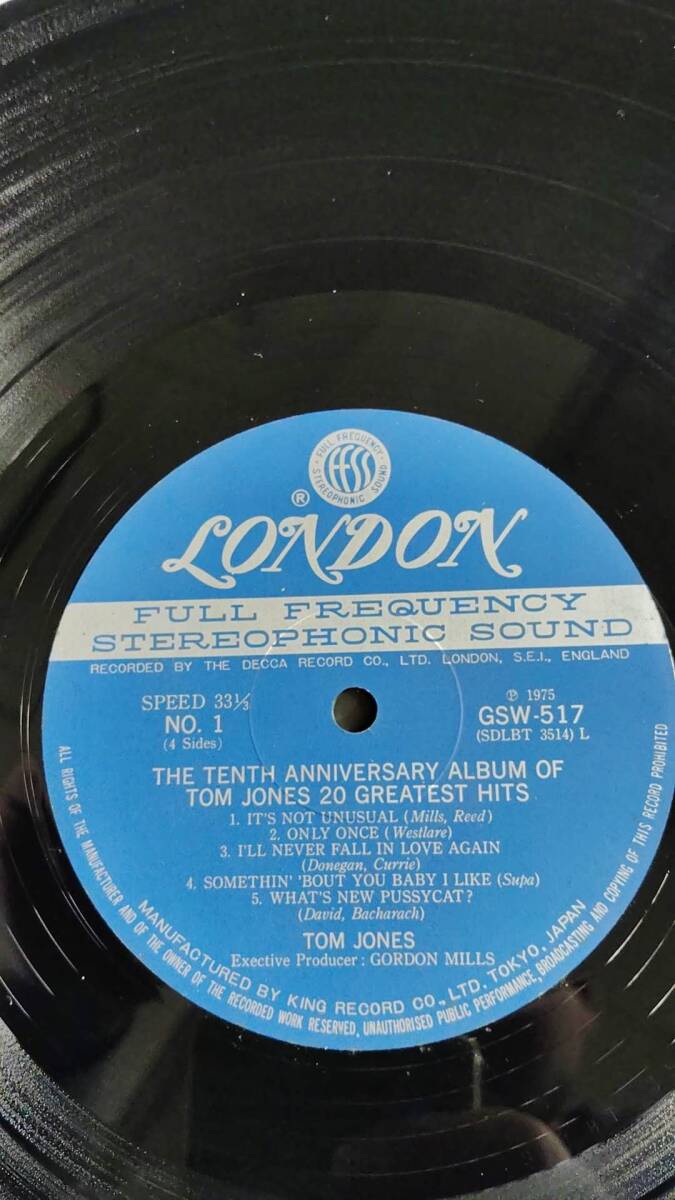 FULL FREQUENCY
ffss
STEREOPHONIC SOUND
®
LONDON
FULL FREQUENCY
STEREOPHONIC SOUND
RECORDED BY THE DECCA RECORD CO., LTD. LONDON, S.E.I., ENGLAND
SPEED 33⅓
NO. 1
(4 Sides)
℗ 1975
GSW-517
(SDLBT 3514) L
THE TENTH ANNIVERSARY ALBUM OF
TOM JONES 20 GREATEST HITS
1. IT'S NOT UNUSUAL (Mills, Reed)
2. ONLY ONCE (Westlare)
3. I'LL NEVER FALL IN LOVE AGAIN
(Donegan, Currie)
4. SOMETHIN' 'BOUT YOU BABY I LIKE (Supa)
5. WHAT'S NEW PUSSYCAT?
(David, Bacharach)
TOM JONES
Exective Producer : GORDON MILLS
MANUFACTURED BY KING RECORD CO., LTD. TOKYO, JAPAN
ALL RIGHTS OF THE MANUFACTURER AND OF THE OWNER OF THE RECORDED WORK RESERVED, UNAUTHORISED PUBLIC PERFORMANCE, BROADCASTING AND COPYING OF THIS RECORD PROHIBITED